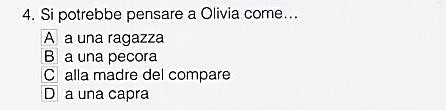 4. Si potrebbe pensare a Olivia come...
A a una ragazza
B a una pecora
C alla madre del compare
D a una capra